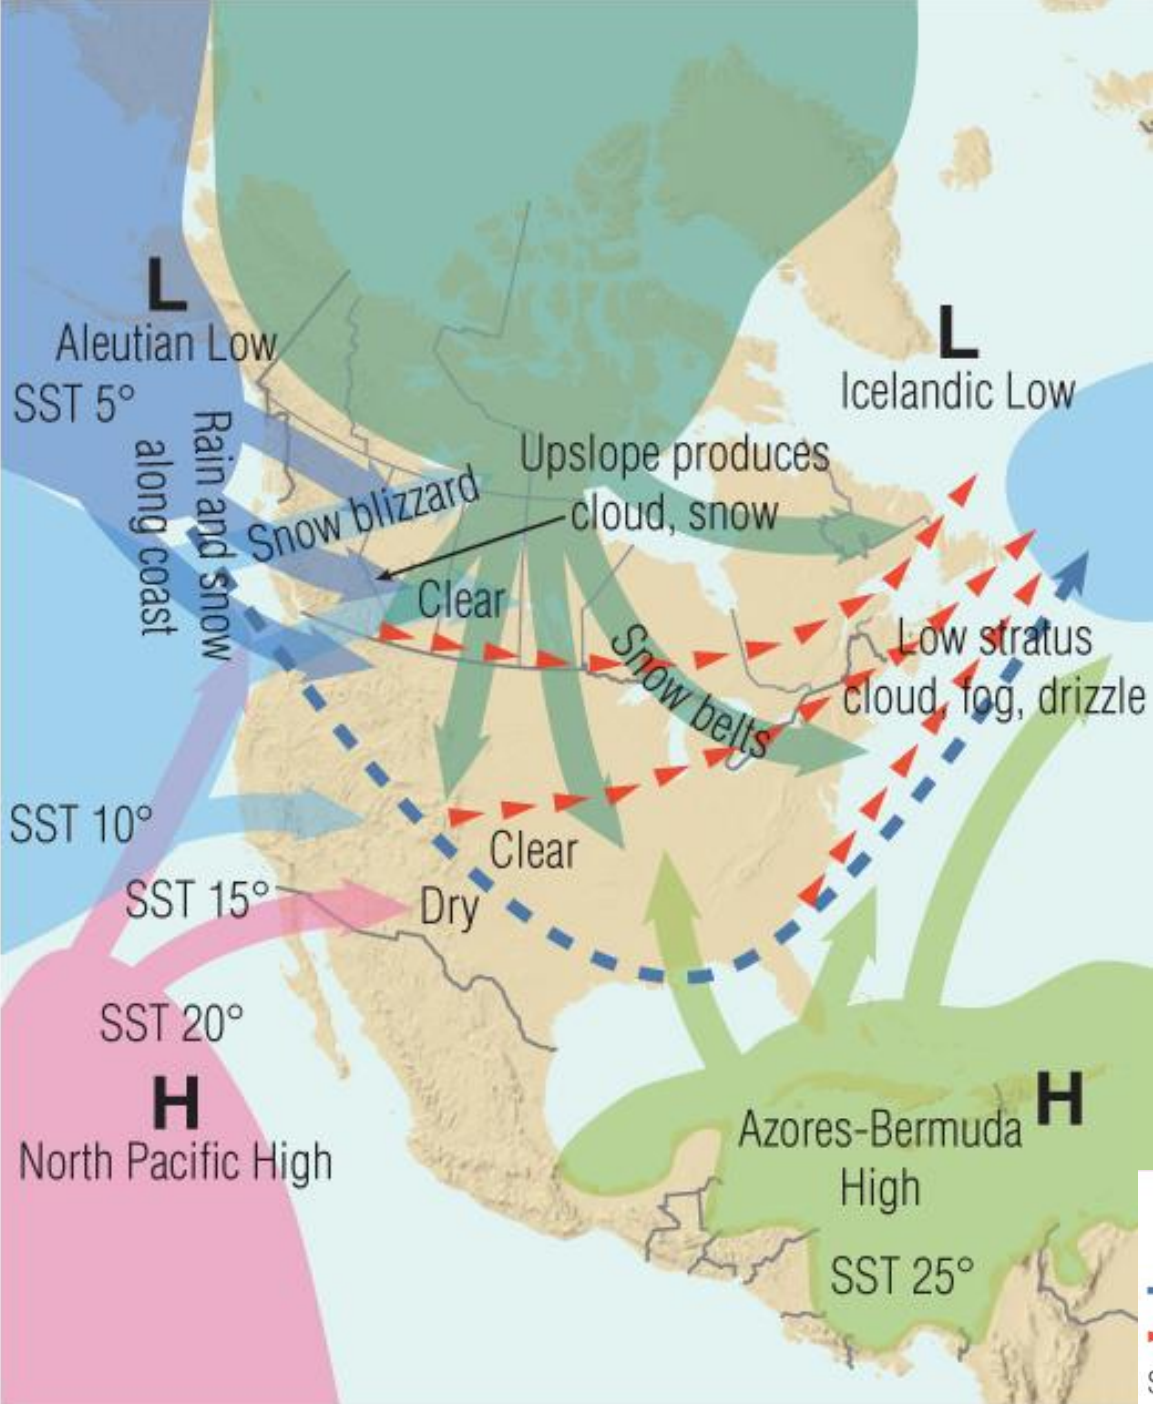 L
Aleutian Low
SST 5°
Rain and snow
along coast
Snow blizzard
Upslope produces
cloud, snow
Clear
L
Icelandic Low
Snow belts
Low stratus
cloud, fog, drizzle
SST 10°
Clear
SST 15°
Dry
SST 20°
H
North Pacific High
H
Azores-Bermuda
High
SST 25°